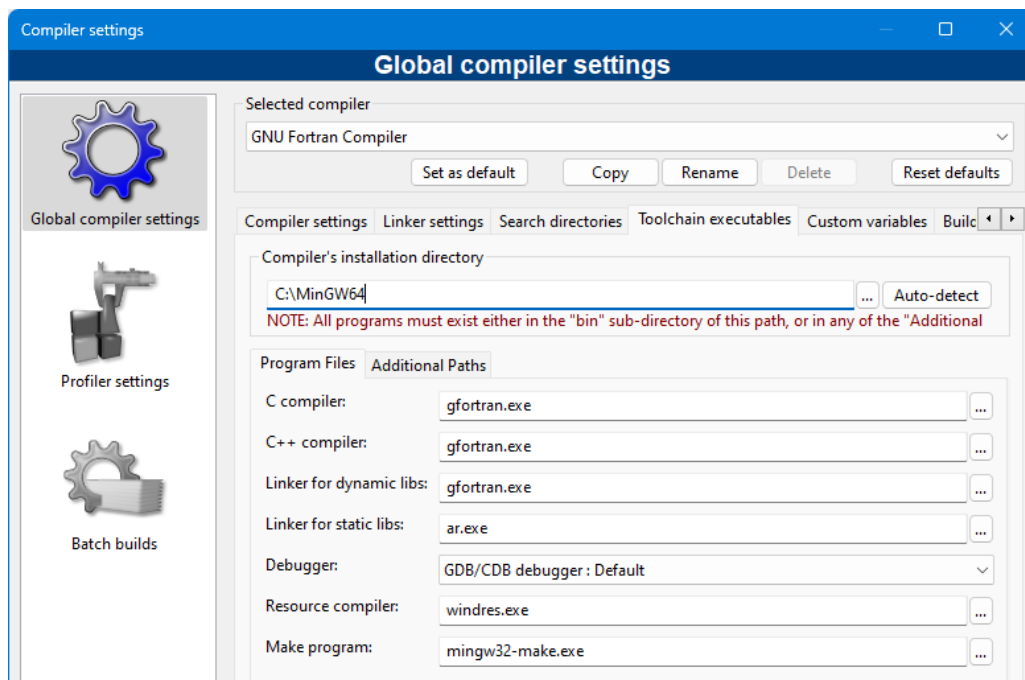 Compiler settings
Global compiler settings
Global compiler settings
Profiler settings
Batch builds
Selected compiler
GNU Fortran Compiler
Set as default Copy Rename Delete Reset defaults
Compiler settings Linker settings Search directories Toolchain executables Custom variables Builc
Compiler's installation directory
C:\MinGW64 ... Auto-detect
NOTE: All programs must exist either in the "bin" sub-directory of this path, or in any of the "Additional
Program Files Additional Paths
C compiler: gfortran.exe ...
C++ compiler: gfortran.exe ...
Linker for dynamic libs: gfortran.exe ...
Linker for static libs: ar.exe ...
Debugger: GDB/CDB debugger : Default
Resource compiler: windres.exe ...
Make program: mingw32-make.exe ...